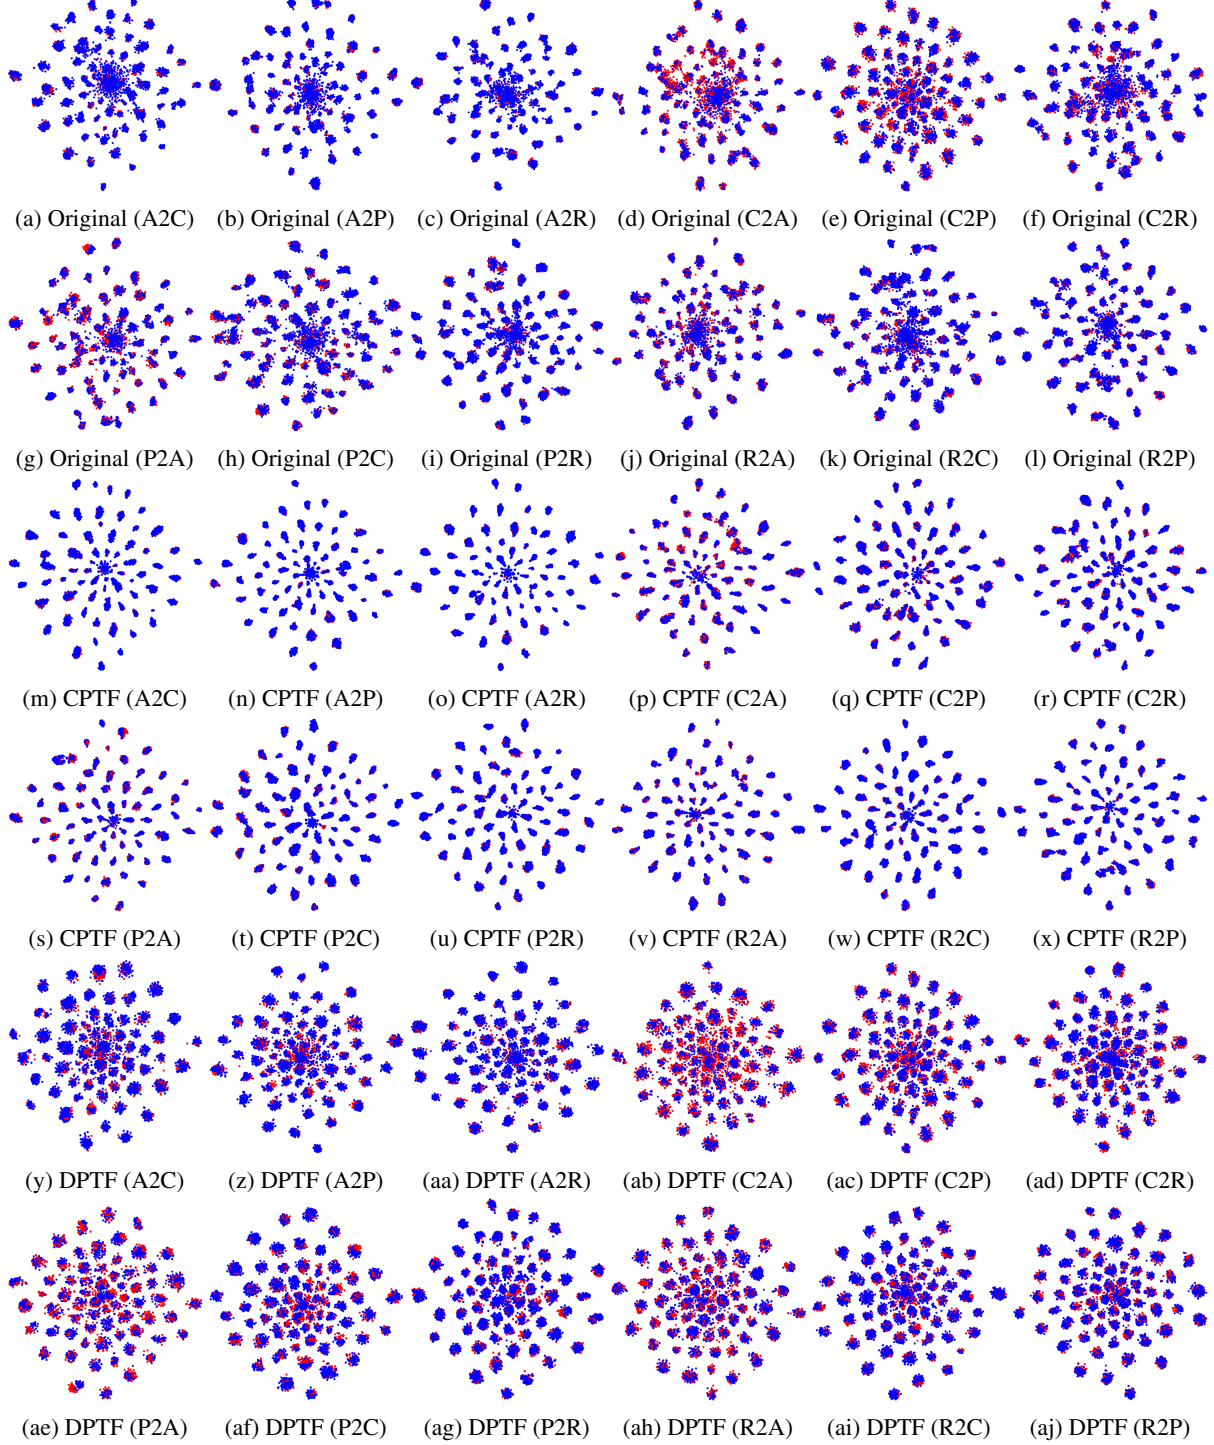 (a) Original (A2C) (b) Original (A2P) (c) Original (A2R) (d) Original (C2A) (e) Original (C2P) (f) Original (C2R)
(g) Original (P2A) (h) Original (P2C) (i) Original (P2R) (j) Original (R2A) (k) Original (R2C) (l) Original (R2P)
(m) CPTF (A2C) (n) CPTF (A2P) (o) CPTF (A2R) (p) CPTF (C2A) (q) CPTF (C2P) (r) CPTF (C2R)
(s) CPTF (P2A) (t) CPTF (P2C) (u) CPTF (P2R) (v) CPTF (R2A) (w) CPTF (R2C) (x) CPTF (R2P)
(y) DPTF (A2C) (z) DPTF (A2P) (aa) DPTF (A2R) (ab) DPTF (C2A) (ac) DPTF (C2P) (ad) DPTF (C2R)
(ae) DPTF (P2A) (af) DPTF (P2C) (ag) DPTF (P2R) (ah) DPTF (R2A) (ai) DPTF (R2C) (aj) DPTF (R2P)